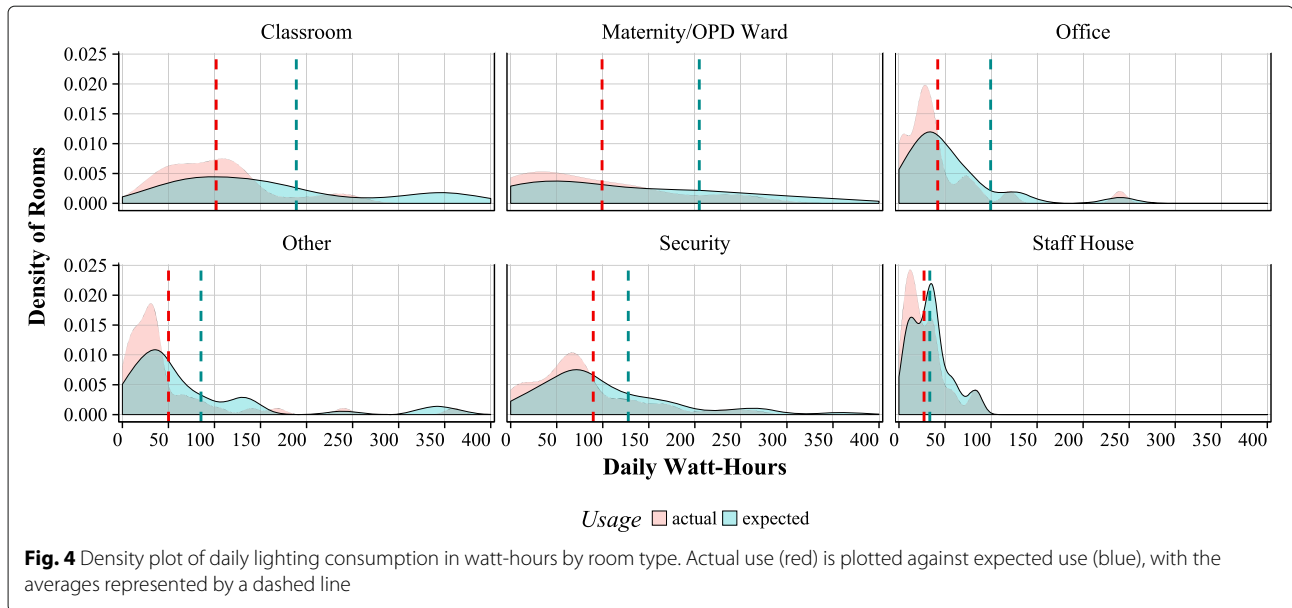 Classroom
Maternity/OPD Ward
Office
0.025
0.020
0.015
0.010
0.005
0.000
Other
Security
Staff House
0.025
0.020
0.015
0.010
0.005
0.000
0 50 100 150 200 250 300 350 400
0 50 100 150 200 250 300 350 400
0 50 100 150 200 250 300 350 400
Density of Rooms
Daily Watt-Hours
Usage actual expected
Fig. 4 Density plot of daily lighting consumption in watt-hours by room type. Actual use (red) is plotted against expected use (blue), with the
averages represented by a dashed line